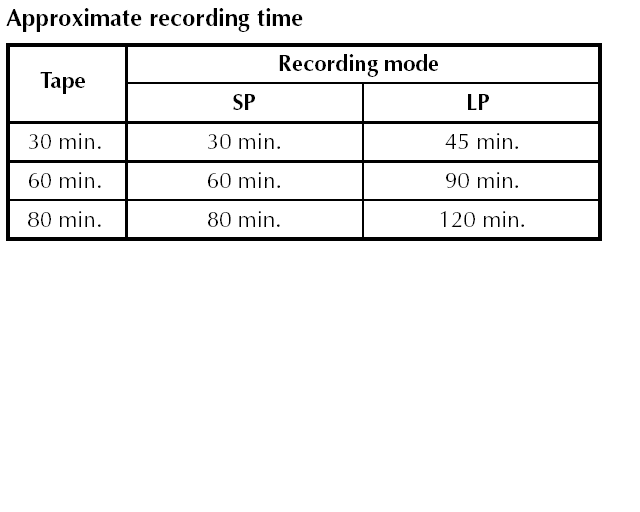 Approximate recording time
Tape
Recording mode
SP LP
30 min. 30 min. 45 min.
60 min. 60 min. 90 min.
80 min. 80 min. 120 min.